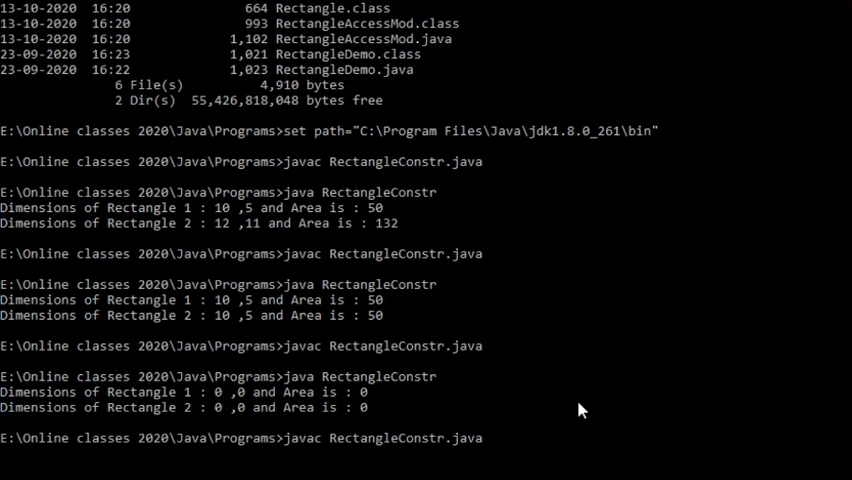 13-10-2020  16:20               664 Rectangle.class
13-10-2020  16:20               993 RectangleAccessMod.class
13-10-2020  16:20             1,102 RectangleAccessMod.java
23-09-2020  16:23             1,021 RectangleDemo.class
23-09-2020  16:22             1,023 RectangleDemo.java
               6 File(s)          4,910 bytes
               2 Dir(s)  55,426,818,048 bytes free
E:\Online classes 2020\Java\Programs>set path="C:\Program Files\Java\jdk1.8.0_261\bin"
E:\Online classes 2020\Java\Programs>javac RectangleConstr.java
E:\Online classes 2020\Java\Programs>java RectangleConstr
Dimensions of Rectangle 1 : 10 ,5 and Area is : 50
Dimensions of Rectangle 2 : 12 ,11 and Area is : 132
E:\Online classes 2020\Java\Programs>javac RectangleConstr.java
E:\Online classes 2020\Java\Programs>java RectangleConstr
Dimensions of Rectangle 1 : 10 ,5 and Area is : 50
Dimensions of Rectangle 2 : 10 ,5 and Area is : 50
E:\Online classes 2020\Java\Programs>javac RectangleConstr.java
E:\Online classes 2020\Java\Programs>java RectangleConstr
Dimensions of Rectangle 1 : 0 ,0 and Area is : 0
Dimensions of Rectangle 2 : 0 ,0 and Area is : 0
E:\Online classes 2020\Java\Programs>javac RectangleConstr.java